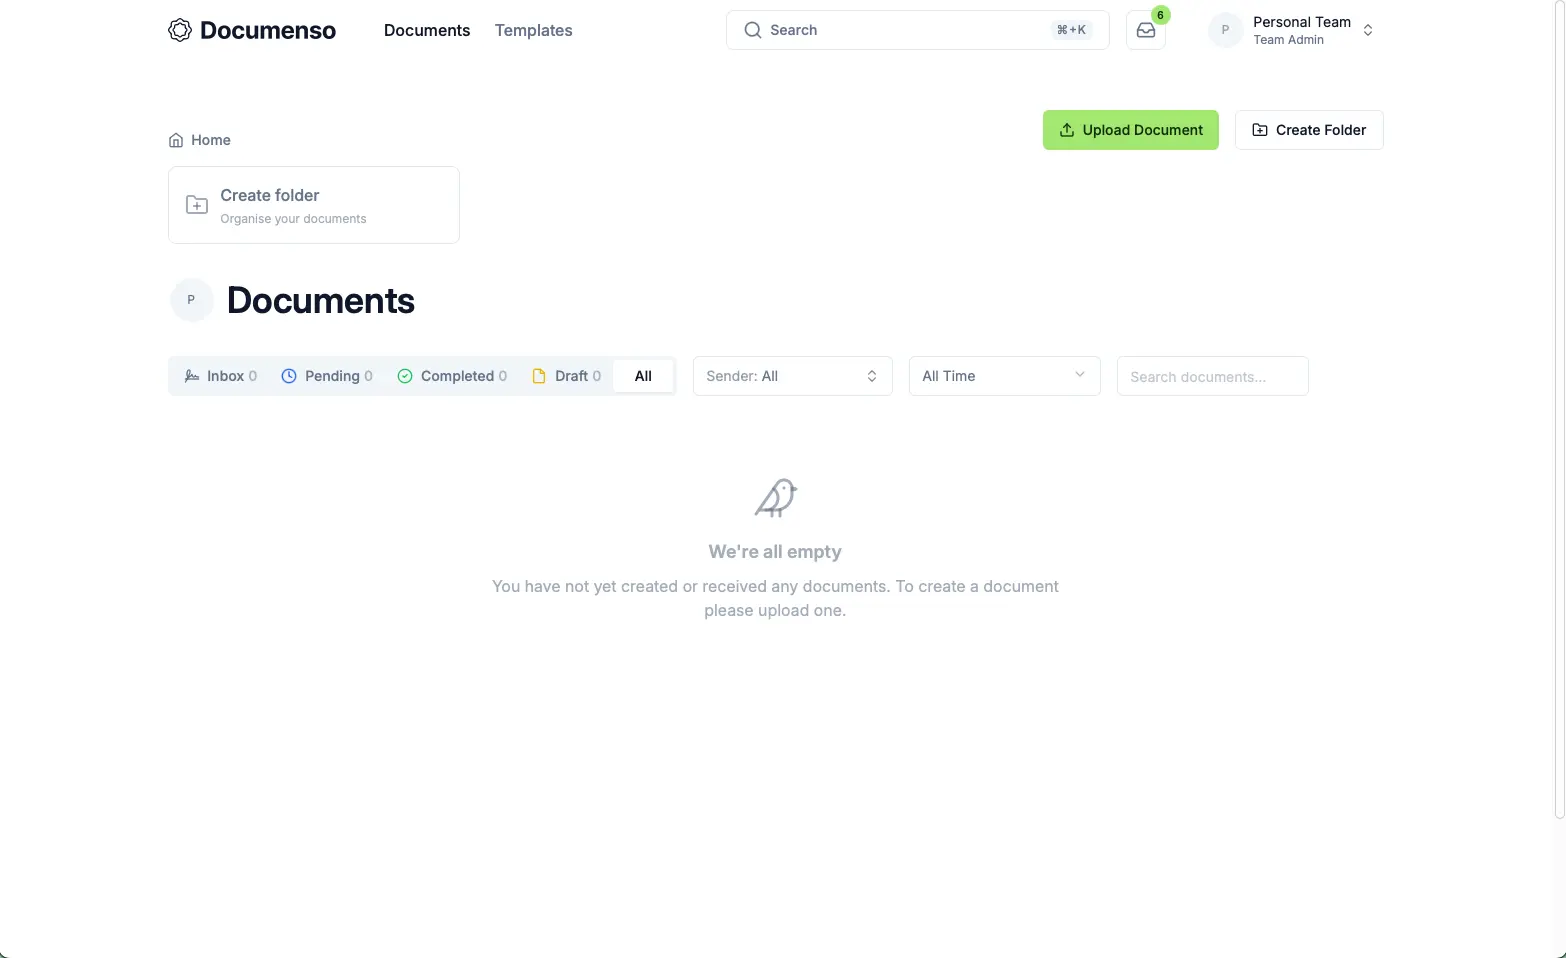 Documenso
Documents
Templates
Search
⌘+K
6
P
Personal Team
Team Admin
Home
Upload Document
Create Folder
Create folder
Organise your documents
P
Documents
Inbox 0
Pending 0
Completed 0
Draft 0
All
Sender: All
All Time
Search documents...
We're all empty
You have not yet created or received any documents. To create a document
please upload one.